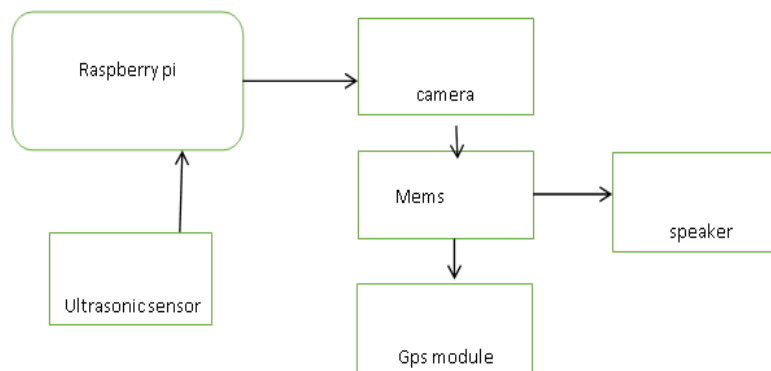 Raspberry pi
camera
Mems
speaker
Ultrasonic sensor
Gps module